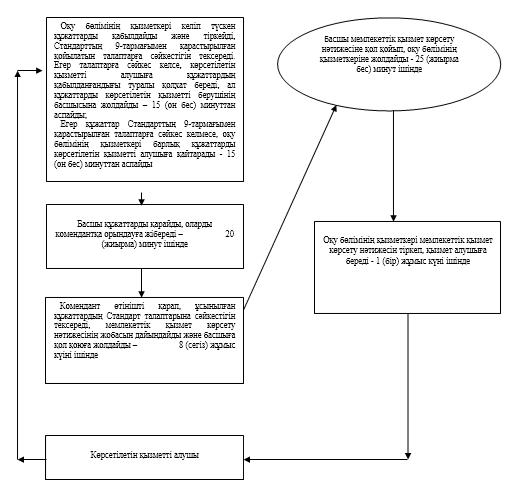 Оқу бөлімінің қызметкері келіп түскен
құжаттарды қабылдайды және тіркейді,
Стандарттың 9-тармағымен қарастырылған
қойылатын талаптарға сәйкестігін тексереді.
Егер талаптарға сәйкес келсе, көрсетілетін
қызметті алушыға құжаттардың
қабылданғандығы туралы қолхат береді, ал
құжаттарды көрсетілетін қызметті берушінің
басшысына жолдайды – 15 (он бес) минуттан
аспайды;
Егер құжаттар Стандарттың 9-тармағымен
қарастырылған талаптарға сәйкес келмесе, оқу
бөлімінің қызметкері барлық құжаттарды
көрсетілетін қызметті алушыға қайтарады - 15
(он бес) минуттан аспайды
Басшы құжаттарды қарайды, оларды
комендантқа орындауға жібереді – 20
(жиырма) минут ішінде
Комендант өтінішті қарап, ұсынылған
құжаттардың Стандарт талаптарына сәйкестігін
тексереді, мемлекеттік қызмет көрсету
нәтижесінің жобасын дайындайды және басшыға
қол қоюға жолдайды – 8 (сегіз) жұмыс
күіні ішінде
Басшы мемлекеттік қызмет көрсету
нәтижесіне қол қойып, оқу бөлімінің
қызметкеріне жолдайды - 25 (жиырма
бес) минут ішінде
Оқу бөлімінің қызметкері мемлекеттік қызмет
көрсету нәтижесін тіркеп, қызмет алушыға
береді - 1 (бір) жұмыс күні ішінде
Көрсетілетін қызметті алушы